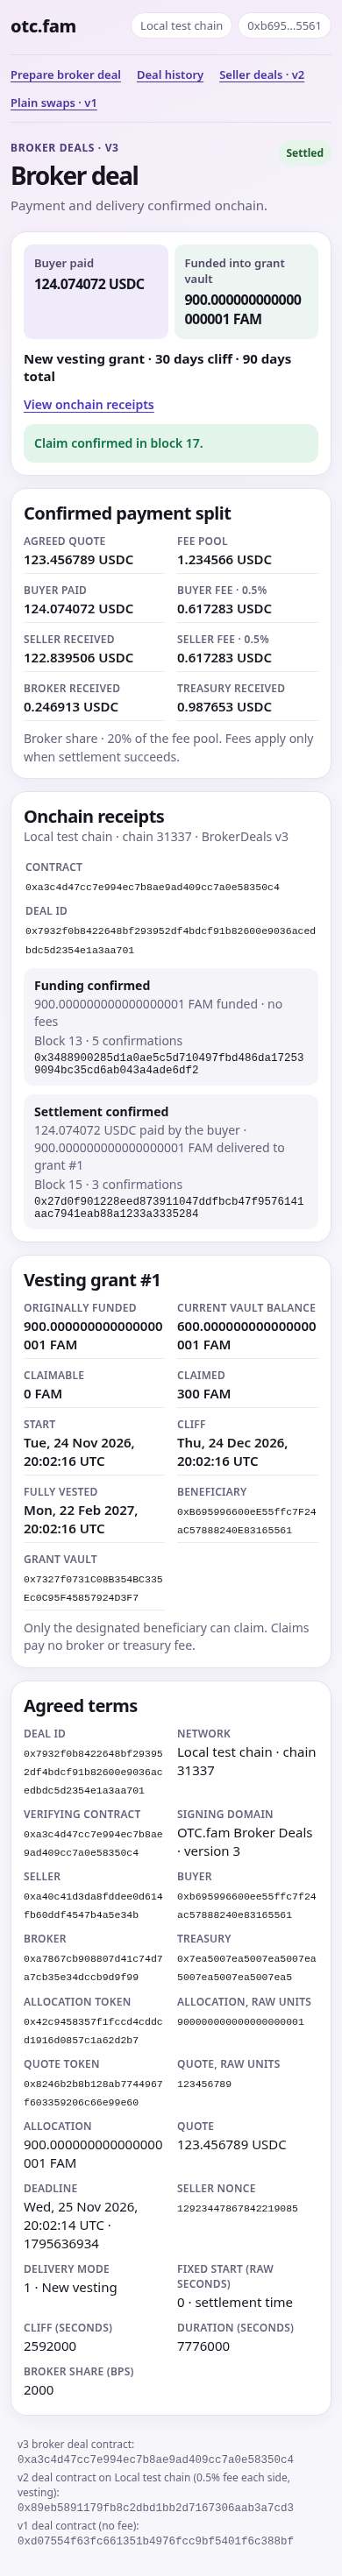 otc.fam
Local test chain
0xb695…5561
Prepare broker deal
Deal history
Seller deals · v2
Plain swaps · v1
BROKER DEALS · V3
Settled
Broker deal
Payment and delivery confirmed onchain.
Buyer paid
124.074072 USDC
Funded into grant
vault
900.000000000000
000001 FAM
New vesting grant · 30 days cliff · 90 days
total
View onchain receipts
Claim confirmed in block 17.
Confirmed payment split
AGREED QUOTE
123.456789 USDC
FEE POOL
1.234566 USDC
BUYER PAID
124.074072 USDC
BUYER FEE · 0.5%
0.617283 USDC
SELLER RECEIVED
122.839506 USDC
SELLER FEE · 0.5%
0.617283 USDC
BROKER RECEIVED
0.246913 USDC
TREASURY RECEIVED
0.987653 USDC
Broker share · 20% of the fee pool. Fees apply only
when settlement succeeds.
Onchain receipts
Local test chain · chain 31337 · BrokerDeals v3
CONTRACT
0xa3c4d47cc7e994ec7b8ae9ad409cc7a0e58350c4
DEAL ID
0x7932f0b8422648bf293952df4bdcf91b82600e9036aced
bdc5d2354e1a3aa701
Funding confirmed
900.000000000000000001 FAM funded · no
fees
Block 13 · 5 confirmations
0x3488900285d1a0ae5c5d710497fbd486da17253
9094bc35cd6ab043a4ade6df2
Settlement confirmed
124.074072 USDC paid by the buyer ·
900.000000000000000001 FAM delivered to
grant #1
Block 15 · 3 confirmations
0x27d0f901228eed873911047ddfbcb47f9576141
aac7941eab88a1233a3335284
Vesting grant #1
ORIGINALLY FUNDED
900.000000000000000
001 FAM
CURRENT VAULT BALANCE
600.000000000000000
001 FAM
CLAIMABLE
0 FAM
CLAIMED
300 FAM
START
Tue, 24 Nov 2026,
20:02:16 UTC
CLIFF
Thu, 24 Dec 2026,
20:02:16 UTC
FULLY VESTED
Mon, 22 Feb 2027,
20:02:16 UTC
BENEFICIARY
0xB695996600eE55ffc7F24
aC57888240E83165561
GRANT VAULT
0x7327f0731C08B354BC335
Ec0C95F45857924D3F7
Only the designated beneficiary can claim. Claims
pay no broker or treasury fee.
Agreed terms
DEAL ID
0x7932f0b8422648bf29395
2df4bdcf91b82600e9036ac
edbdc5d2354e1a3aa701
NETWORK
Local test chain · chain
31337
VERIFYING CONTRACT
0xa3c4d47cc7e994ec7b8ae
9ad409cc7a0e58350c4
SIGNING DOMAIN
OTC.fam Broker Deals
· version 3
SELLER
0xa40c41d3da8fddee0d614
fb60ddf4547b4a5e34b
BUYER
0xb695996600ee55ffc7f24
ac57888240e83165561
BROKER
0xa7867cb908807d41c74d7
a7cb35e34dccb9d9f99
TREASURY
0x7ea5007ea5007ea5007ea
5007ea5007ea5007ea5
ALLOCATION TOKEN
0x42c9458357f1fccd4cddc
d1916d0857c1a62d2b7
ALLOCATION, RAW UNITS
900000000000000000001
QUOTE TOKEN
0x8246b2b8b128ab7744967
f603359206c66e99e60
QUOTE, RAW UNITS
123456789
ALLOCATION
900.000000000000000
001 FAM
QUOTE
123.456789 USDC
DEADLINE
Wed, 25 Nov 2026,
20:02:14 UTC ·
1795636934
SELLER NONCE
12923447867842219085
DELIVERY MODE
1 · New vesting
FIXED START (RAW
SECONDS)
0 · settlement time
CLIFF (SECONDS)
2592000
DURATION (SECONDS)
7776000
BROKER SHARE (BPS)
2000
v3 broker deal contract:
0xa3c4d47cc7e994ec7b8ae9ad409cc7a0e58350c4
v2 deal contract on Local test chain (0.5% fee each side,
vesting):
0x89eb5891179fb8c2dbd1bb2d7167306aab3a7cd3
v1 deal contract (no fee):
0xd07554f63fc661351b4976fcc9bf5401f6c388bf